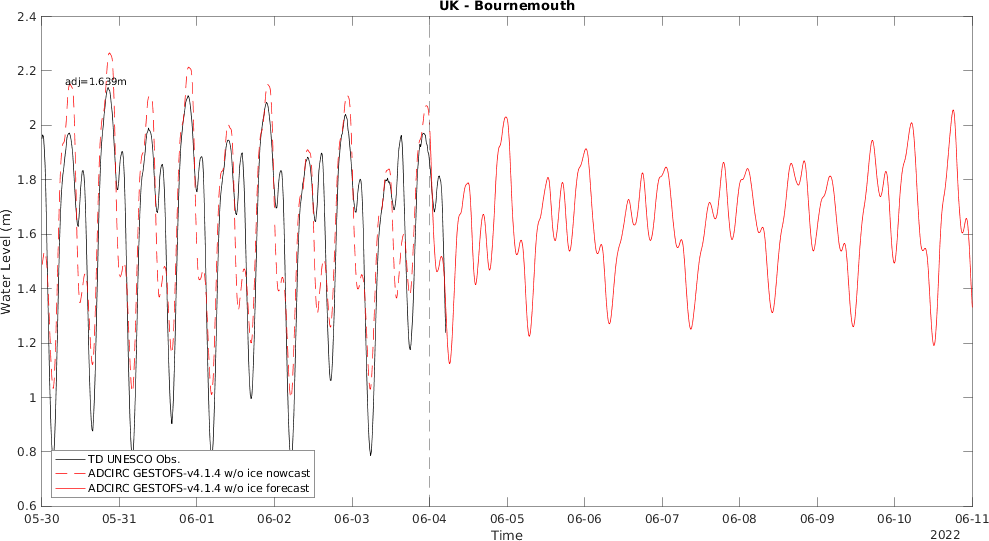 UK - Bournemouth
2.4
2.2
2
1.8
1.6
1.4
1.2
1
0.8
0.6
Water Level (m)
adj=1.639m
TD UNESCO Obs.
ADCIRC GESTOFS-v4.1.4 w/o ice nowcast
ADCIRC GESTOFS-v4.1.4 w/o ice forecast
05-30 05-31 06-01 06-02 06-03 06-04 06-05 06-06 06-07 06-08 06-09 06-10 06-11
Time
2022